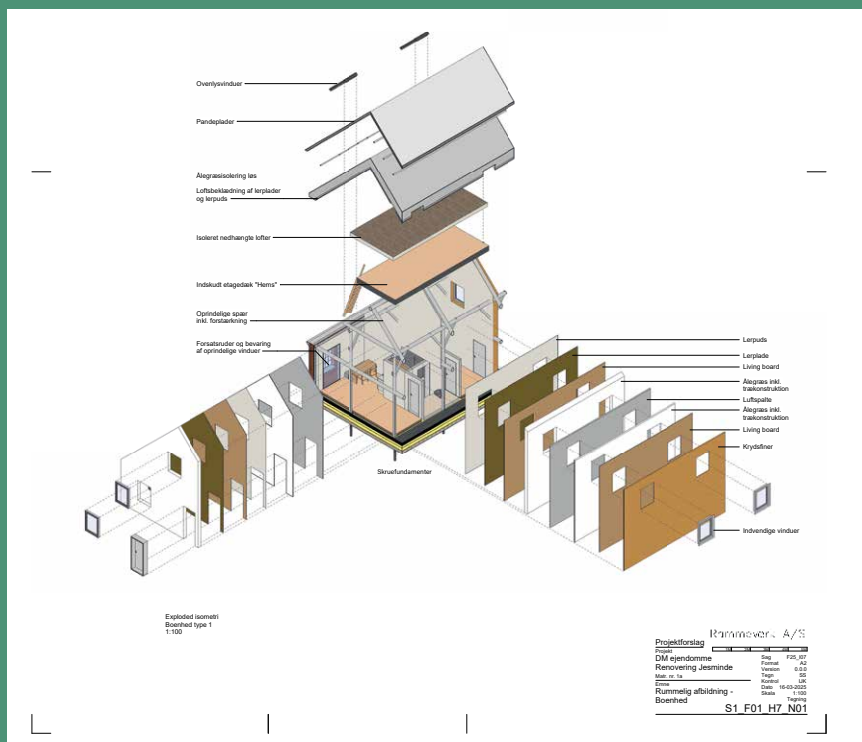 Ovenlysvinduer
Pandeplader
Ålegræsisolering løs
Loftsbeklædning af lerplader
og lerpuds
Isoleret nedhængte lofter
Indskudt etagedæk "Hems"
Oprindelige spær
inkl. forstærkning
Forsatsruder og bevaring
af oprindelige vinduer
Lerpuds
Lerplade
Living board
Ålegræs inkl.
trækonstruktion
Luftspalte
Ålegræs inkl.
trækonstruktion
Living board
Krydsfiner
Skruefundamenter
Indvendige vinduer
Exploded isometri
Boenhed type 1
1:100
Rammeværk A/S
Projektforslag
Projekt
DM ejendomme
Renovering Jesminde
Matr. nr. 1a
Emne
Rummelig afbildning -
Boenhed
Sag F25_I07
Format A2
Version 0.0.0
Tegn SS
Kontrol UK
Dato 16-03-2025
Skala 1:100
Tegning
S1_F01_H7_N01